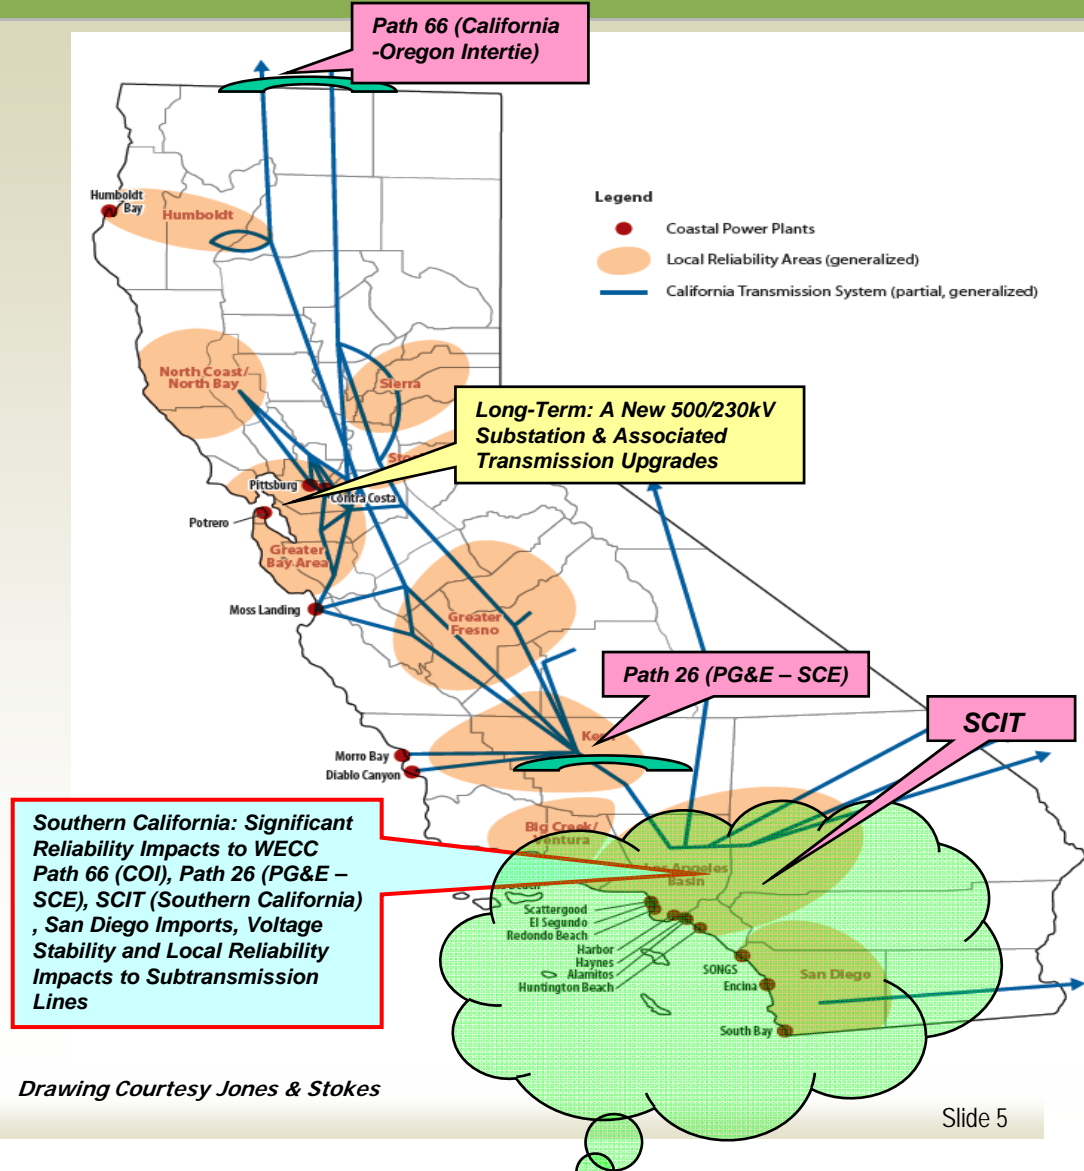 Path 66 (California
-Oregon Intertie)
Humboldt
Bay
Humboldt
Legend
Coastal Power Plants
Local Reliability Areas (generalized)
California Transmission System (partial, generalized)
North Coast/
North Bay
Sierra
Long-Term: A New 500/230kV
Substation & Associated
Transmission Upgrades
Pittsburg
Contra Costa
Potrero
Greater
Bay Area
Moss Landing
Greater
Fresno
Path 26 (PG&E – SCE)
SCIT
Morro Bay
Diablo Canyon
Southern California: Significant
Reliability Impacts to WECC
Path 66 (COI), Path 26 (PG&E –
SCE), SCIT (Southern California)
, San Diego Imports, Voltage
Stability and Local Reliability
Impacts to Subtransmission
Lines
Big Creek/
Ventura
Los Angeles
Basin
Scattergood
El Segundo
Redondo Beach
Harbor
Haynes
Alamitos
Huntington Beach
SONGS
Encina
San Diego
South Bay
Drawing Courtesy Jones & Stokes
Slide 5